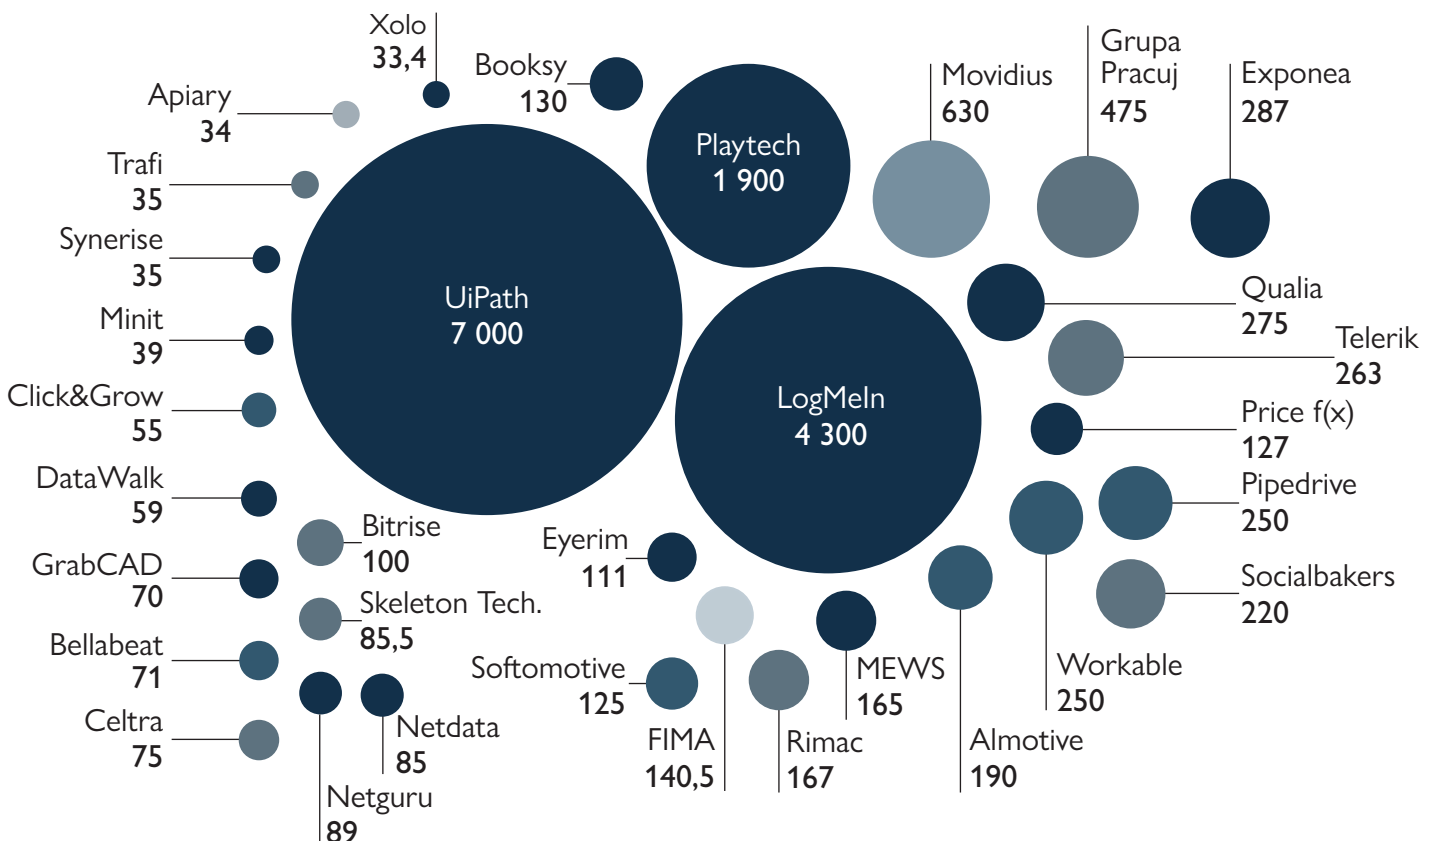 Xolo
33,4
Booksy
130
Apiary
34
Trafi
35
Synerise
35
Minit
39
Click&Grow
55
DataWalk
59
GrabCAD
70
Bellabeat
71
Celtra
75
UiPath
7 000
Playtech
1 900
LogMeIn
4 300
Movidius
630
Grupa
Pracuj
475
Exponea
287
Qualia
275
Telerik
263
Price f(x)
127
Pipedrive
250
Socialbakers
220
Workable
250
AImotive
190
MEWS
165
Rimac
167
FIMA
140,5
Eyerim
111
Softomotive
125
Bitrise
100
Skeleton Tech.
85,5
Netdata
85
Netguru
89